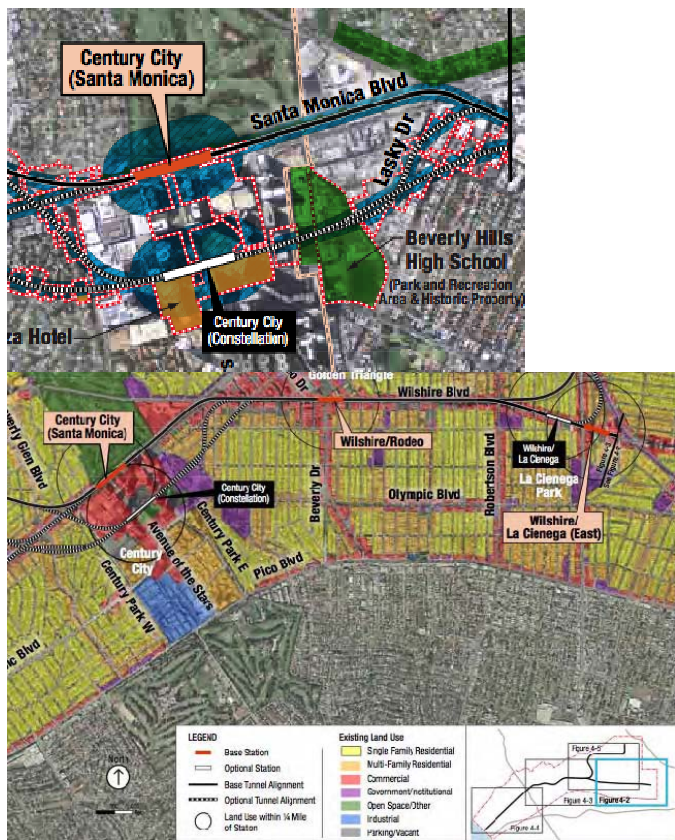 Century City
(Santa Monica)
Santa Monica Blvd
Lasky Dr
Beverly Hills
High School
(Park and Recreation
Area & Historic Property)
za Hotel
Century City
(Constellation)
Golden Triangle
Wilshire Blvd
Century City
(Santa Monica)
Wilshire/Rodeo
Wilshire/
La Cienega
Beverly Glen Blvd
Century City
(Constellation)
Beverly Dr
Olympic Blvd
Robertson Blvd
La Cienega
Park
Wilshire/
La Cienega (East)
Century
City
Avenue of the Stars
Century Park E
Century Park W
Pico Blvd
ic Blvd
North
LEGEND
Base Station
Optional Station
Base Tunnel Alignment
Optional Tunnel Alignment
Land Use within ¼ Mile
of Station
Existing Land Use
Single Family Residential
Multi-Family Residential
Commercial
Government/Institutional
Open Space/Other
Industrial
Parking/Vacant
Figure 4-5
Figure 4-3
Figure 4-2
Figure 4-4